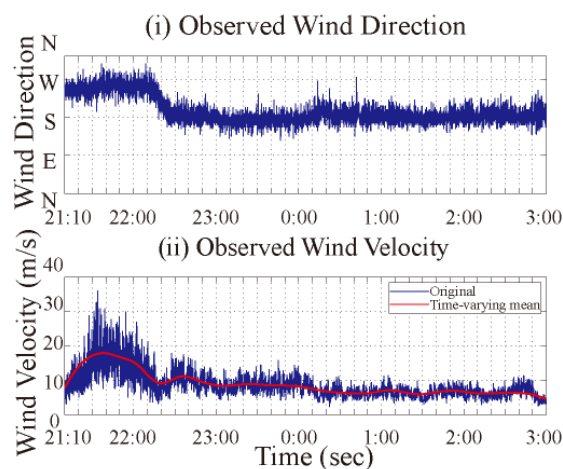 (i) Observed Wind Direction
Wind Direction
N
W
S
E
N
21:10 22:00 23:00 0:00 1:00 2:00 3:00
(ii) Observed Wind Velocity
Wind Velocity (m/s)
40
30
20
10
0
Original
Time-varying mean
21:10 22:00 23:00 0:00 1:00 2:00 3:00
Time (sec)